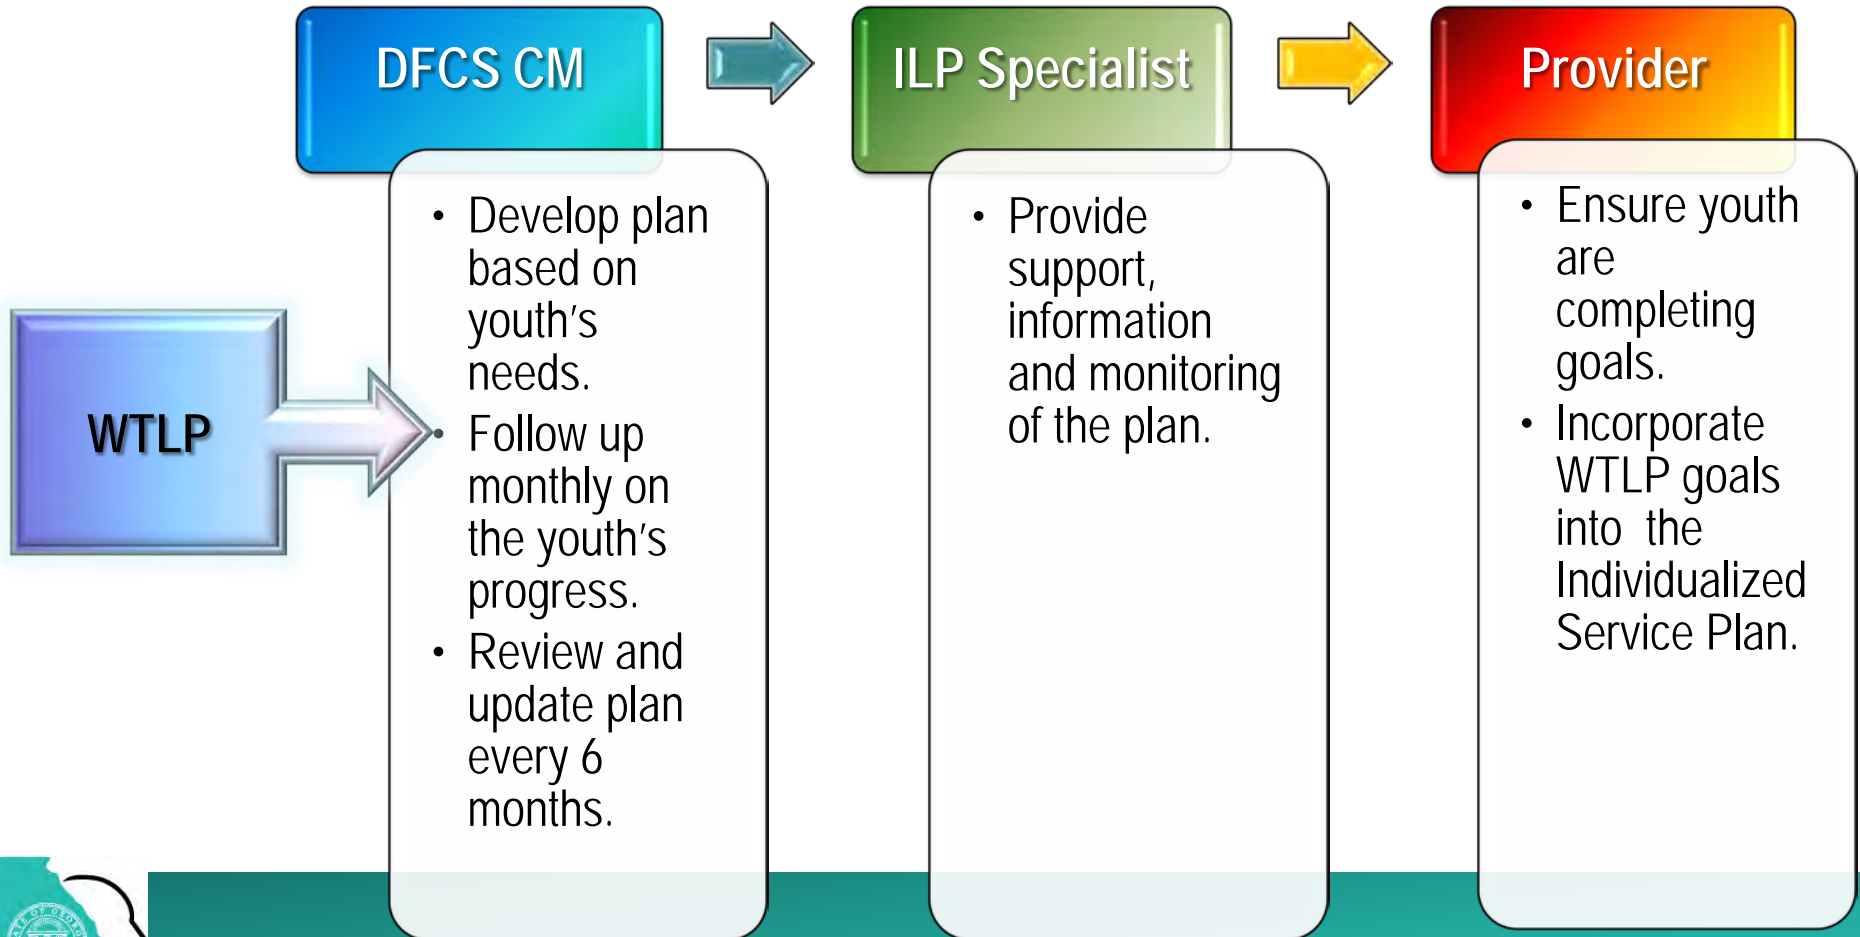 DFCS CM
ILP Specialist
Provider
WTLP
• Develop plan
based on
youth's
needs.
• Follow up
monthly on
the youth's
progress.
• Review and
update plan
every 6
months.
• Provide
support,
information
and monitoring
of the plan.
• Ensure youth
are
completing
goals.
• Incorporate
WTLP goals
into the
Individualized
Service Plan.